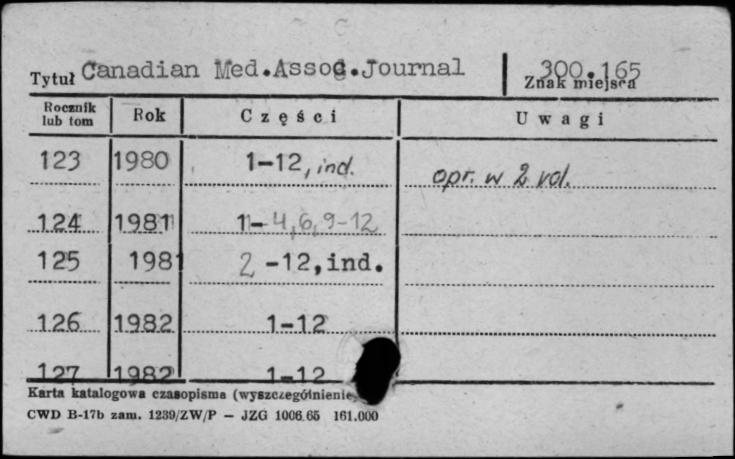 Tytuł Canadian Med.Assoc.Journal 300.165
Znak miejsca
Rocznik lub tom Rok Części Uwagi
123 1980 1-12, ind. opr. w 2 vol.
124 1981 1-4,6,9-12
125 1981 2-12,ind.
126 1982 1-12
127 1982 1-12
Karta katalogowa czasopisma (wyszczególnienie)
CWD B-17b zam. 1239/ZW/P — JZG 1006.65 161.000